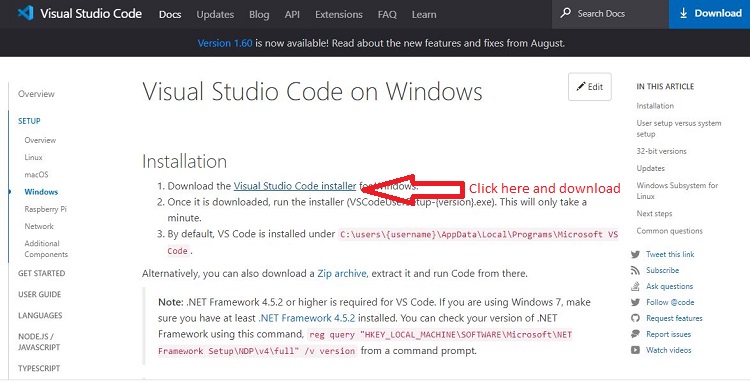 Visual Studio Code Docs Updates Blog API Extensions FAQ Learn Search Docs Download
Version 1.60 is now available! Read about the new features and fixes from August.
Overview
SETUP
Overview
Linux
macOS
Windows
Raspberry Pi
Network
Additional
Components
GET STARTED
USER GUIDE
LANGUAGES
NODE.JS /
JAVASCRIPT
TYPESCRIPT
Visual Studio Code on Windows
Edit
Installation
1. Download the Visual Studio Code installer for Windows.
Click here and download
2. Once it is downloaded, run the installer (VSCodeUserSetup-{version}.exe). This will only take a
minute.
3. By default, VS Code is installed under C:\users\{username}\AppData\Local\Programs\Microsoft VS
Code.
Alternatively, you can also download a Zip archive, extract it and run Code from there.
Note: .NET Framework 4.5.2 or higher is required for VS Code. If you are using Windows 7, make
sure you have at least .NET Framework 4.5.2 installed. You can check your version of .NET
Framework using this command, reg query "HKEY_LOCAL_MACHINE\SOFTWARE\Microsoft\NET
Framework Setup\NDP\v4\full" /v version from a command prompt.
IN THIS ARTICLE
Installation
User setup versus system
setup
32-bit versions
Updates
Windows Subsystem for
Linux
Next steps
Common questions
Tweet this link
Subscribe
Ask questions
Follow @code
Request features
Report issues
Watch videos